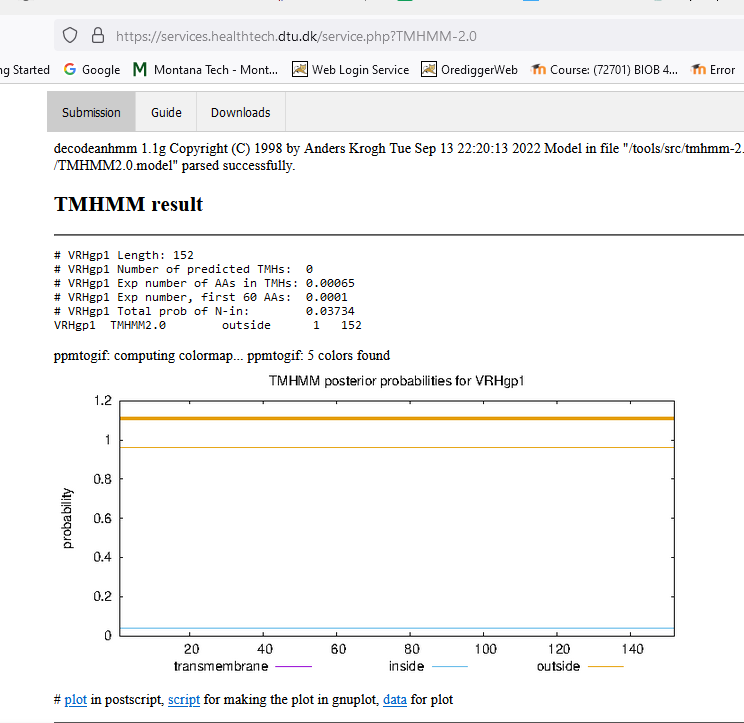 https://services.healthtech.dtu.dk/service.php?TMHMM-2.0
ng Started Google Montana Tech - Mont... Web Login Service OrediggerWeb Course: (72701) BIOB 4... Error
Submission Guide Downloads
decodeanhmm 1.1g Copyright (C) 1998 by Anders Krogh Tue Sep 13 22:20:13 2022 Model in file "/tools/src/tmhmm-2.
/TMHMM2.0.model" parsed successfully.
TMHMM result
# VRHgp1 Length: 152
# VRHgp1 Number of predicted TMHs: 0
# VRHgp1 Exp number of AAs in TMHs: 0.00065
# VRHgp1 Exp number, first 60 AAs: 0.0001
# VRHgp1 Total prob of N-in: 0.03734
VRHgp1 TMHMM2.0 outside 1 152
ppmtogif: computing colormap... ppmtogif: 5 colors found
TMHMM posterior probabilities for VRHgp1
1.2
1
0.8
0.6
0.4
0.2
0
probability
20 40 60 80 100 120 140
transmembrane inside outside
# plot in postscript, script for making the plot in gnuplot, data for plot